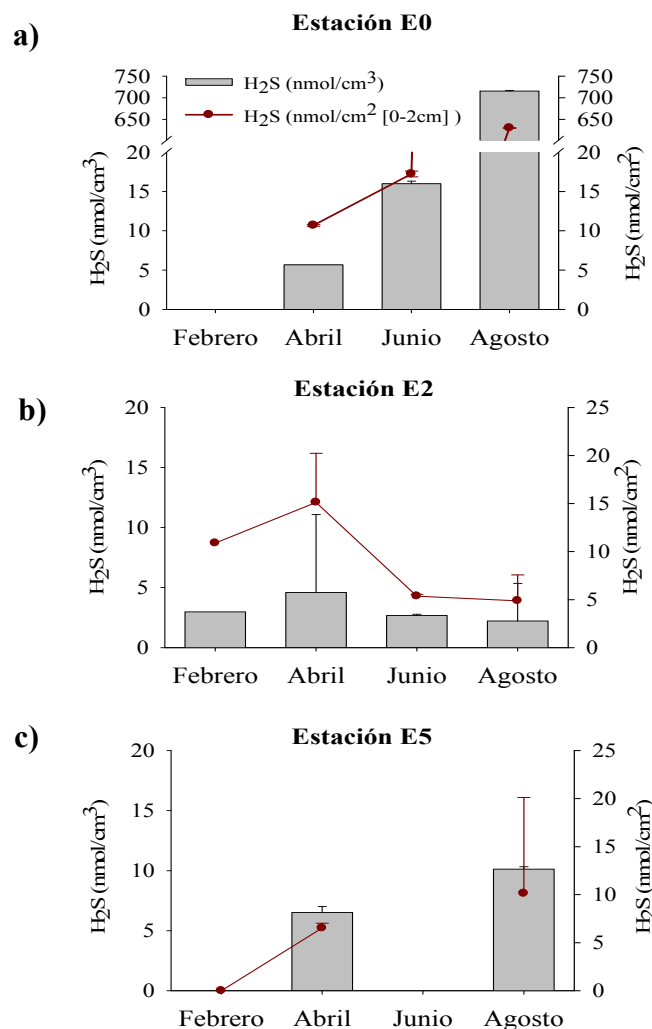 Estación E0
a)
H₂S (nmol/cm³)
H₂S (nmol/cm² [0-2cm] )
750
700
650
20
15
10
5
0
750
700
650
20
15
10
5
0
H₂S (nmol/cm³)
H₂S (nmol/cm²)
Febrero Abril Junio Agosto
Estación E2
b)
20
15
10
5
0
25
20
15
10
5
0
H₂S (nmol/cm³)
H₂S (nmol/cm²)
Febrero Abril Junio Agosto
Estación E5
c)
20
15
10
5
0
25
20
15
10
5
0
H₂S (nmol/cm³)
H₂S (nmol/cm²)
Febrero Abril Junio Agosto